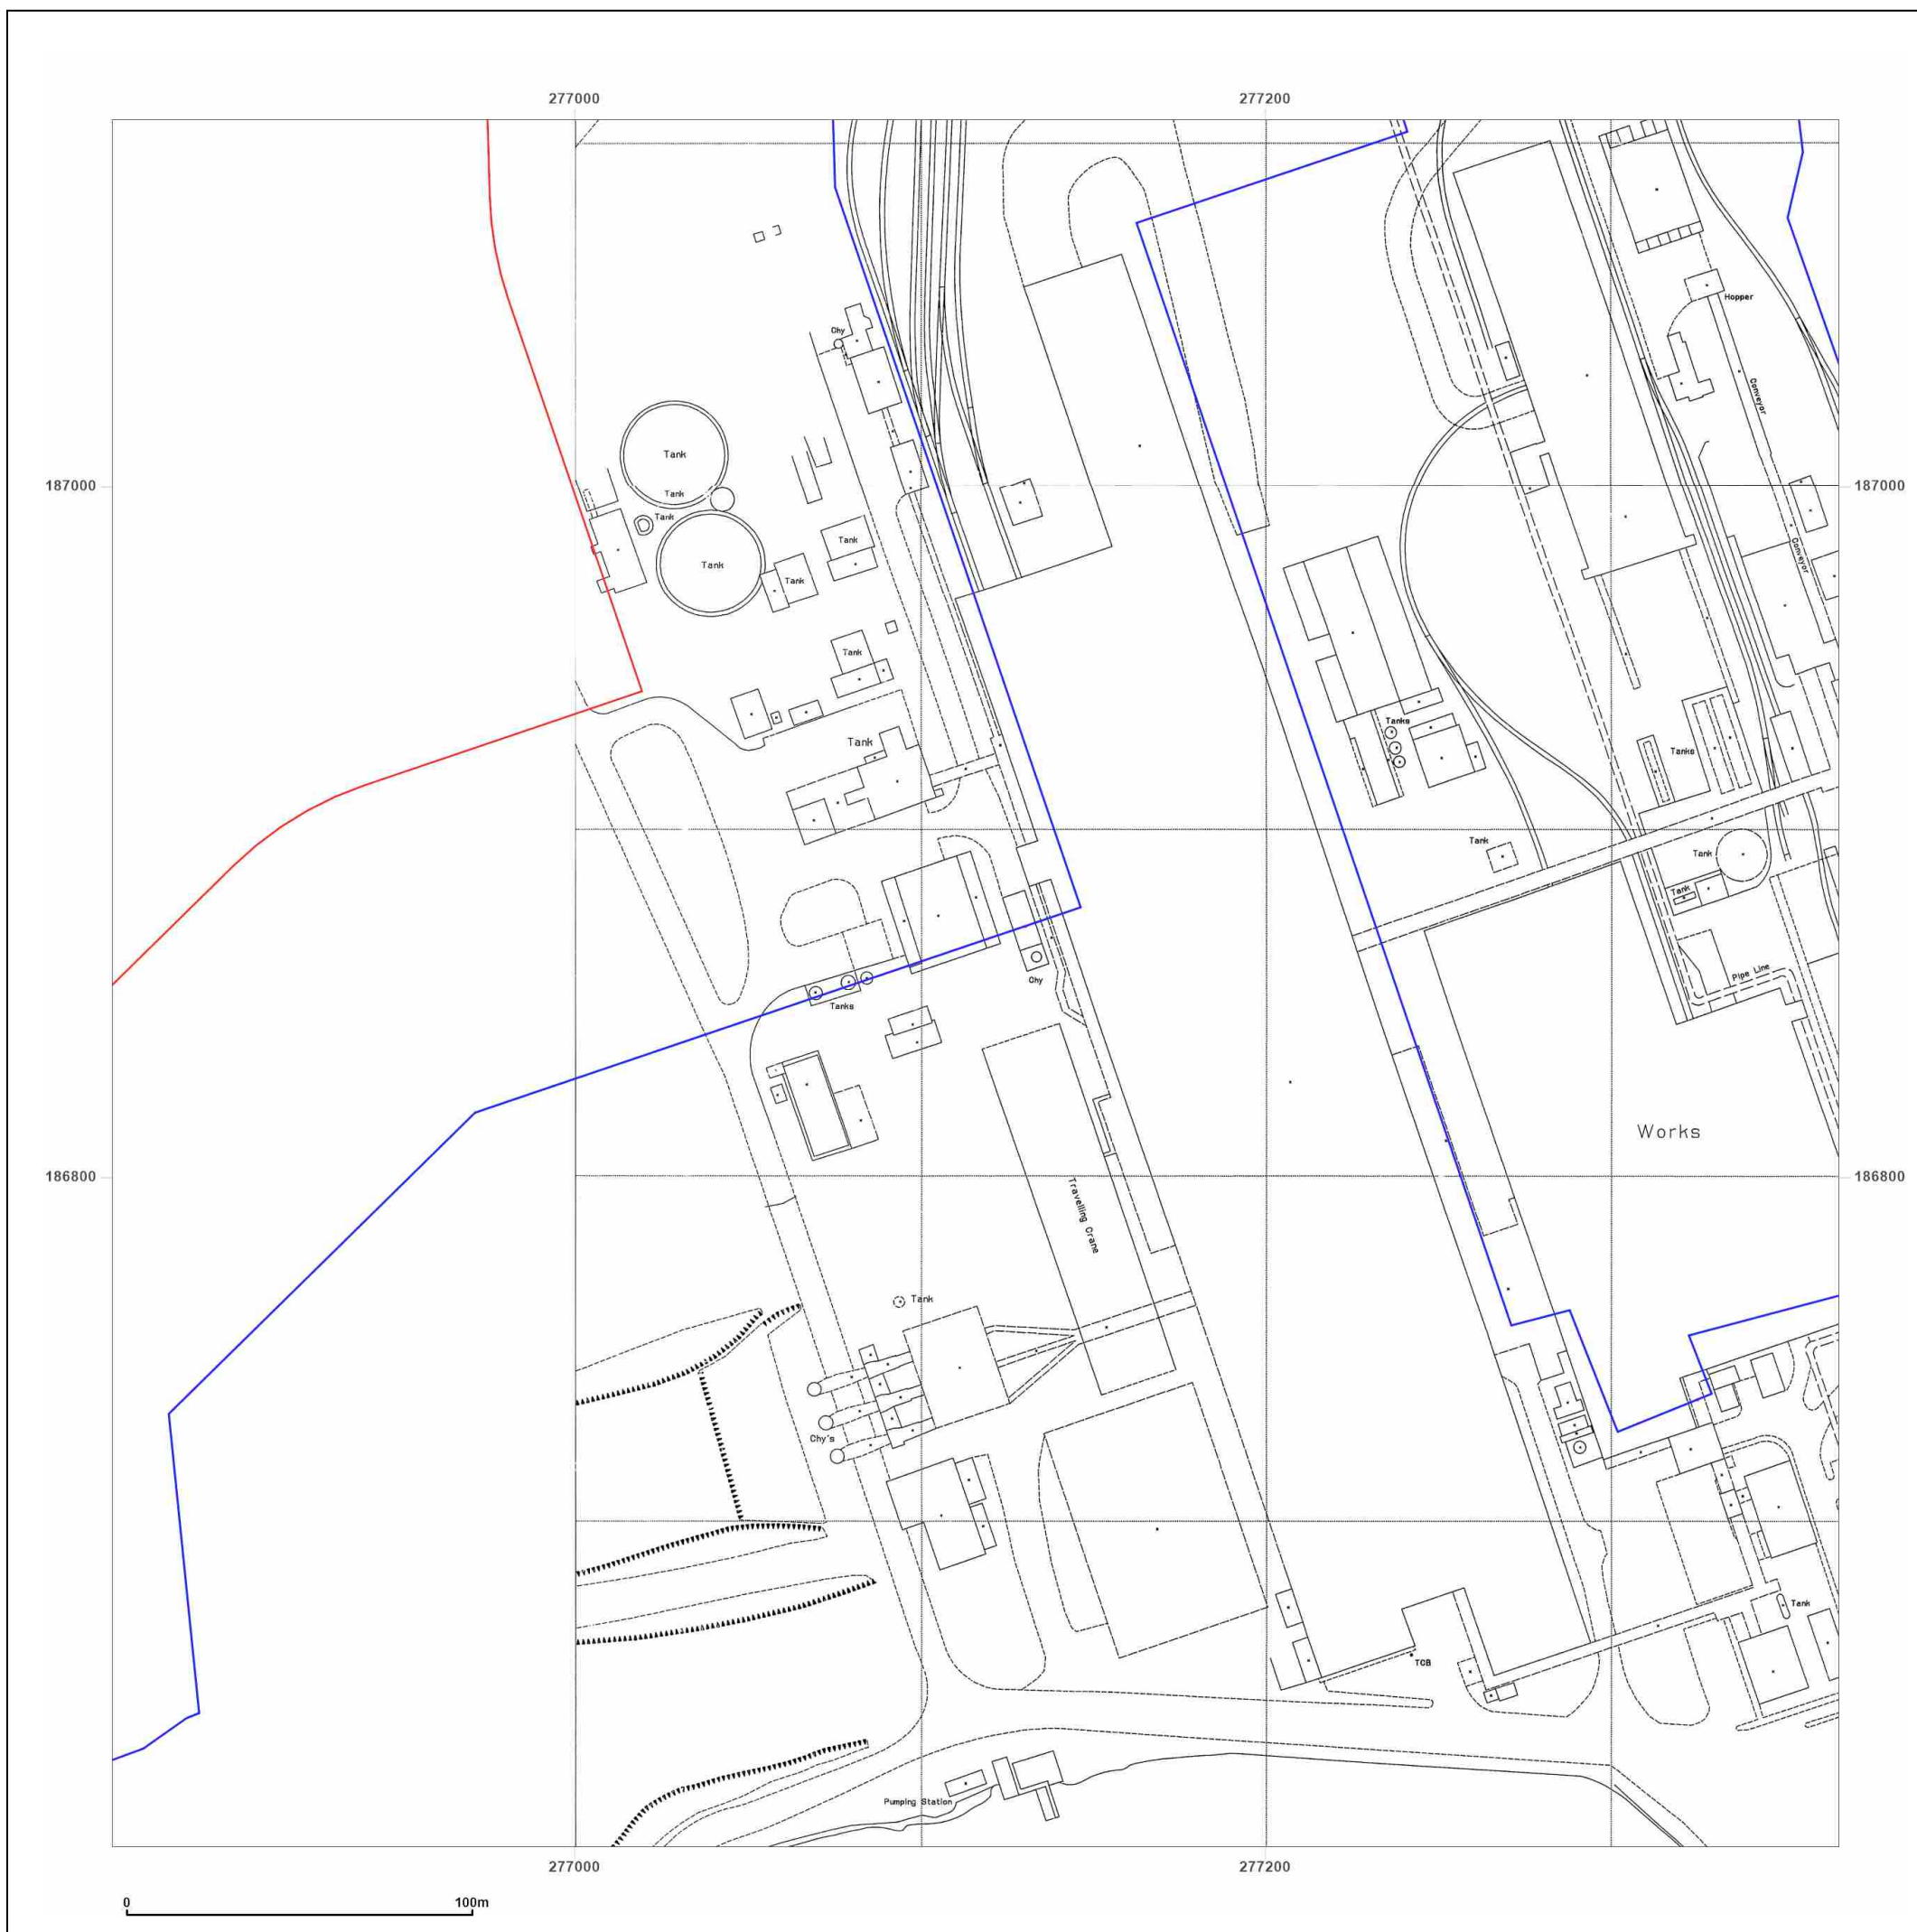 277000
277200
Hopper
Chy
Conveyor
Tank
187000
187000
Tank
Tank
Tank
Conveyor
Tank
Tank
Tank
Tanks
Tank
Tanks
Tank
Tank
Tank
Pipe Line
Chy
Tanks
Works
186800
186800
Travelling Crane
Tank
Chy's
Tank
TCB
Pumping Station
277000
277200
0
100m